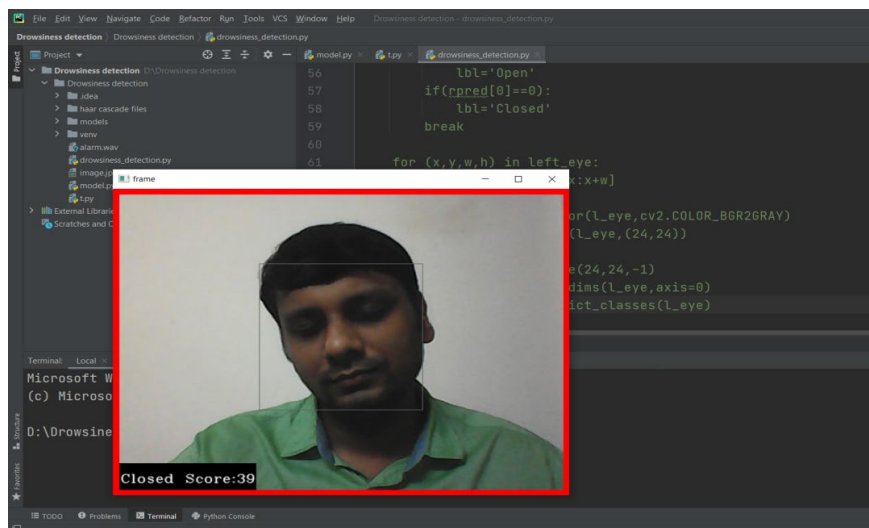 File Edit View Navigate Code Refactor Run Tools VCS Window Help Drowsiness detection - drowsiness_detection.py
Drowsiness detection Drowsiness detection drowsiness_detection.py
Project
model.py t.py drowsiness_detection.py
Project
Drowsiness detection D:\Drowsiness detection
Drowsiness detection
.idea
haar cascade files
models
venv
alarm.wav
drowsiness_detection.py
image.jp
model.p
t.py
External Librarie
Scratches and C
56 lbl='Open'
57 if(rpred[0]==0):
58 lbl='Closed'
59 break
60
61 for (x,y,w,h) in left_eye:
x:x+w]
or(l_eye,cv2.COLOR_BGR2GRAY)
(l_eye,(24,24))
e(24,24,-1)
dims(l_eye,axis=0)
ict_classes(l_eye)
frame
Closed Score:39
Terminal: Local
Microsoft W
(c) Microso
D:\Drowsine
Structure
Favorites
TODO Problems Terminal Python Console